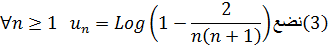 (3) نضع $\forall n \geq 1 \quad u_n = Log\left(1 - \frac{2}{n(n+1)}\right)$